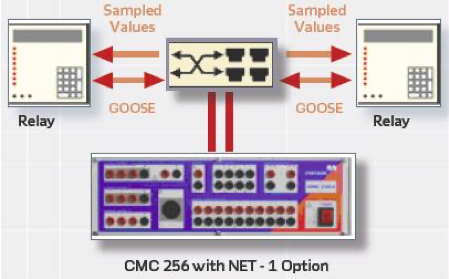 Sampled
Values
Sampled
Values
GOOSE
GOOSE
Relay
Relay
CMC 256 with NET - 1 Option